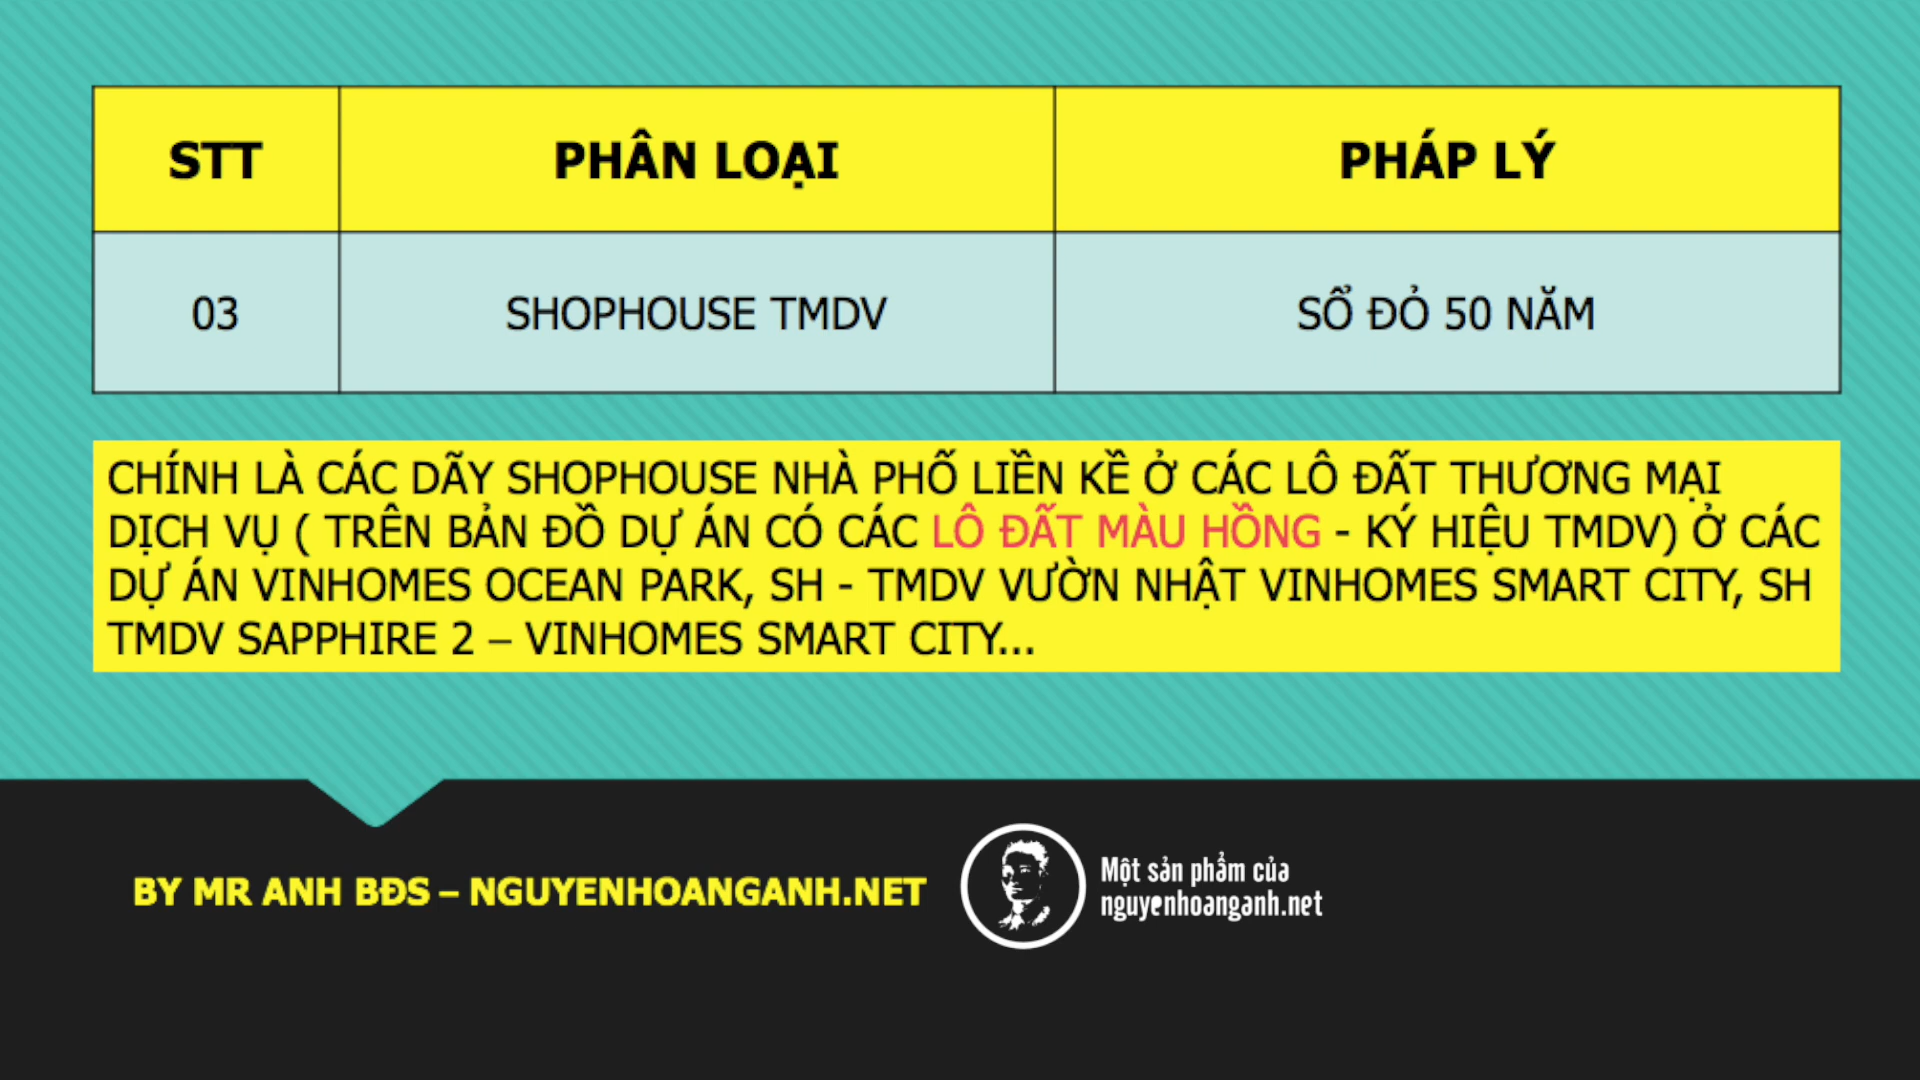 STT PHÂN LOẠI PHÁP LÝ
03 SHOPHOUSE TMDV SỔ ĐỎ 50 NĂM
CHÍNH LÀ CÁC DÃY SHOPHOUSE NHÀ PHỐ LIỀN KỀ Ở CÁC LÔ ĐẤT THƯƠNG MẠI
DỊCH VỤ ( TRÊN BẢN ĐỒ DỰ ÁN CÓ CÁC LÔ ĐẤT MÀU HỒNG - KÝ HIỆU TMDV) Ở CÁC
DỰ ÁN VINHOMES OCEAN PARK, SH - TMDV VƯỜN NHẬT VINHOMES SMART CITY, SH
TMDV SAPPHIRE 2 – VINHOMES SMART CITY...
BY MR ANH BĐS – NGUYENHOANGANH.NET
Một sản phẩm của
nguyenhoanganh.net